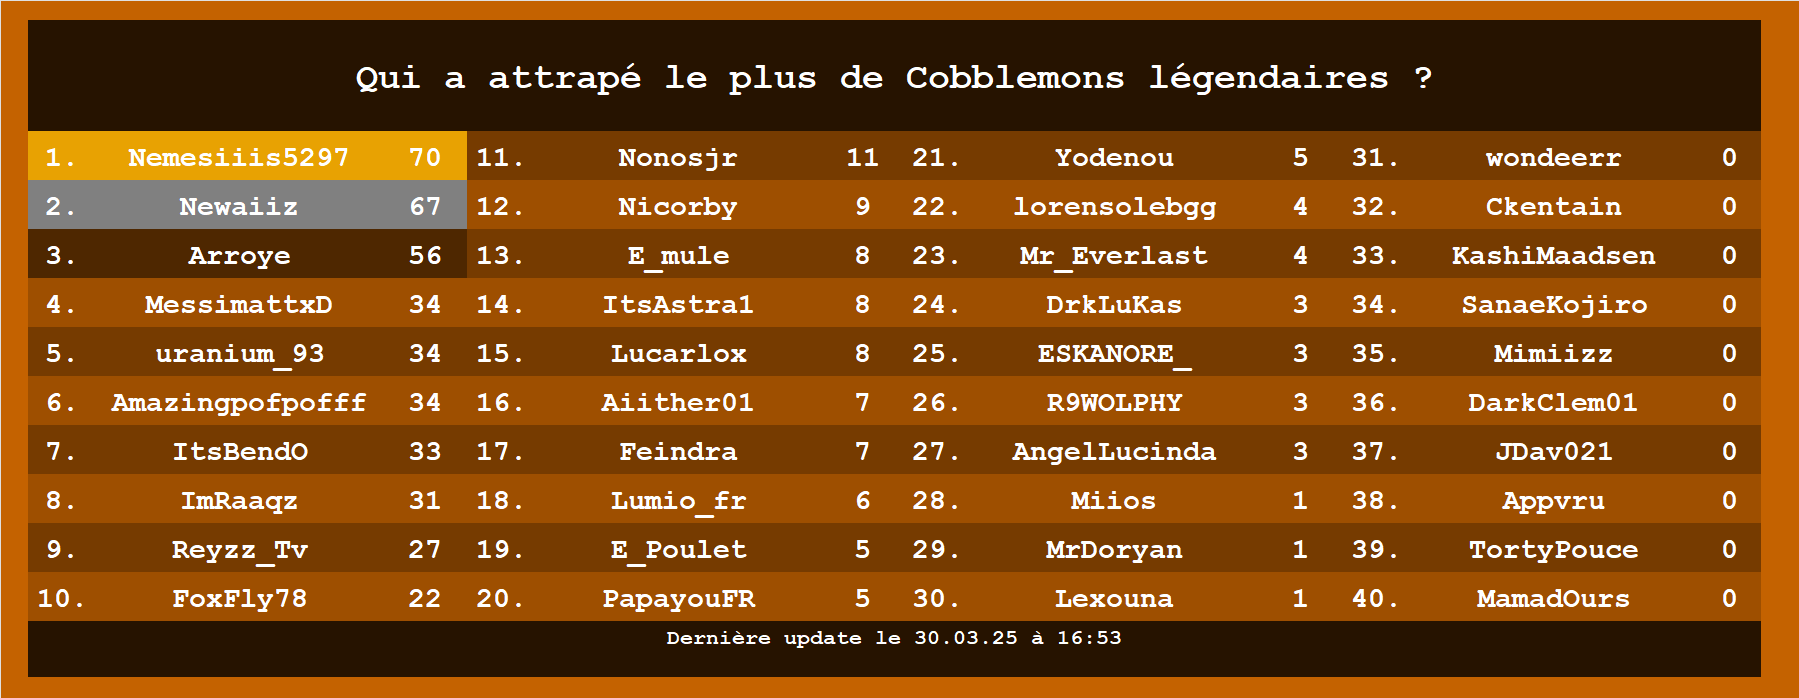 Qui a attrapé le plus de Cobblemons légendaires ?
1. Nemesiiis5297 70 11. Nonosjr 11 21. Yodenou 5 31. wondeerr 0
2. Newaiiz 67 12. Nicorby 9 22. lorensolebgg 4 32. Ckentain 0
3. Arroye 56 13. E_mule 8 23. Mr_Everlast 4 33. KashiMaadsen 0
4. MessimattxD 34 14. ItsAstra1 8 24. DrkLuKas 3 34. SanaeKojiro 0
5. uranium_93 34 15. Lucarlox 8 25. ESKANORE_ 3 35. Mimiizz 0
6. Amazingpofpofff 34 16. Aiither01 7 26. R9WOLPHY 3 36. DarkClem01 0
7. ItsBendO 33 17. Feindra 7 27. AngelLucinda 3 37. JDav021 0
8. ImRaaqz 31 18. Lumio_fr 6 28. Miios 1 38. Appvru 0
9. Reyzz_Tv 27 19. E_Poulet 5 29. MrDoryan 1 39. TortyPouce 0
10. FoxFly78 22 20. PapayouFR 5 30. Lexouna 1 40. MamadOurs 0
Dernière update le 30.03.25 à 16:53